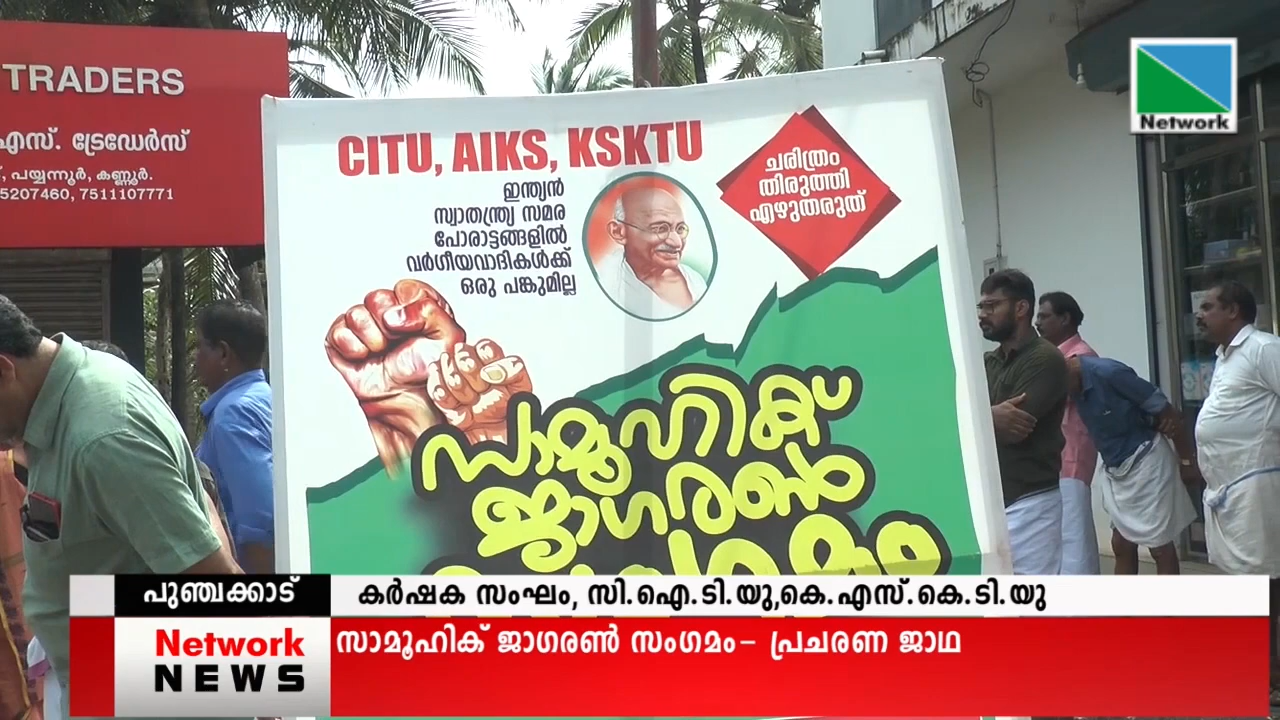 TRADERS
എസ്. ട്രേഡേർസ്
പയ്യന്നൂർ, കണ്ണൂർ.
5207460, 7511107771
CITU, AIKS, KSKTU
ഇന്ത്യൻ
സ്വാതന്ത്ര്യ സമര
പോരാട്ടങ്ങളിൽ
വർഗീയവാദികൾക്ക്
ഒരു പങ്കുമില്ല
ചരിത്രം
തിരുത്തി
എഴുതരുത്
സാമൂഹിക്
ജാഗരൺ
Network
പുഞ്ചക്കാട്
കർഷക സംഘം, സി.ഐ.ടി.യു,കെ.എസ്.കെ.ടി.യു
Network
NEWS
സാമൂഹിക് ജാഗരൺ സംഗമം– പ്രചരണ ജാഥ